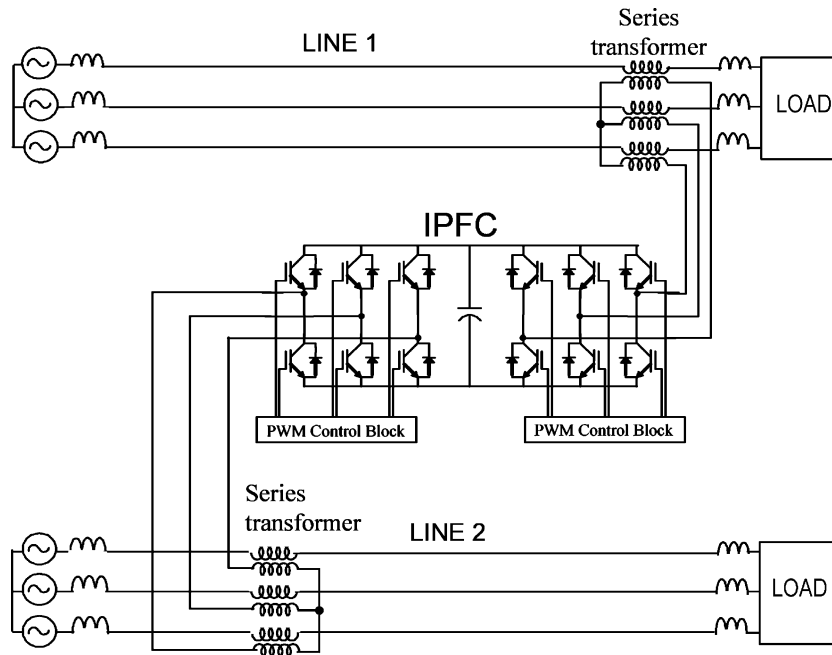 LINE 1
Series
transformer
LOAD
IPFC
PWM Control Block
PWM Control Block
Series
transformer
LINE 2
LOAD